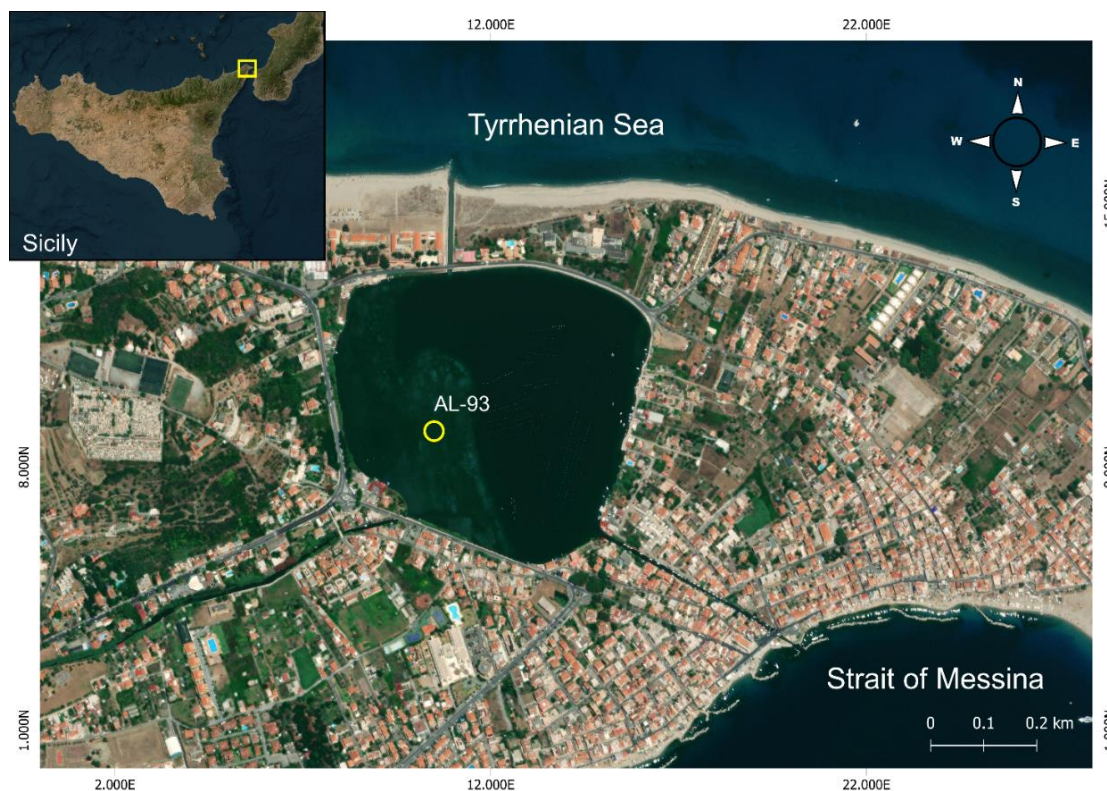 12.000E
22.000E
Tyrrhenian Sea
N
W
E
S
Sicily
AL-93
8.000N
Strait of Messina
0
0.1
0.2 km
1.000N
2.000E
12.000E
22.000E